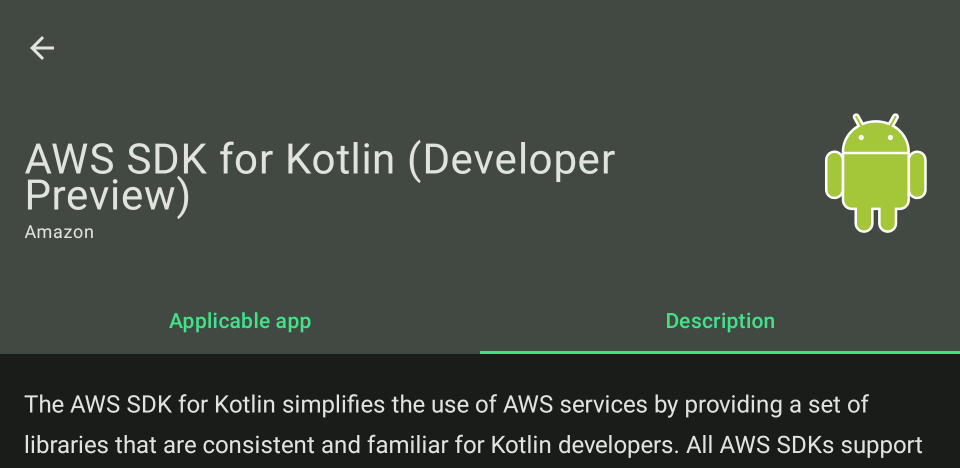 AWS SDK for Kotlin (Developer
Preview)
Amazon
Applicable app
Description
The AWS SDK for Kotlin simplifies the use of AWS services by providing a set of
libraries that are consistent and familiar for Kotlin developers. All AWS SDKs support